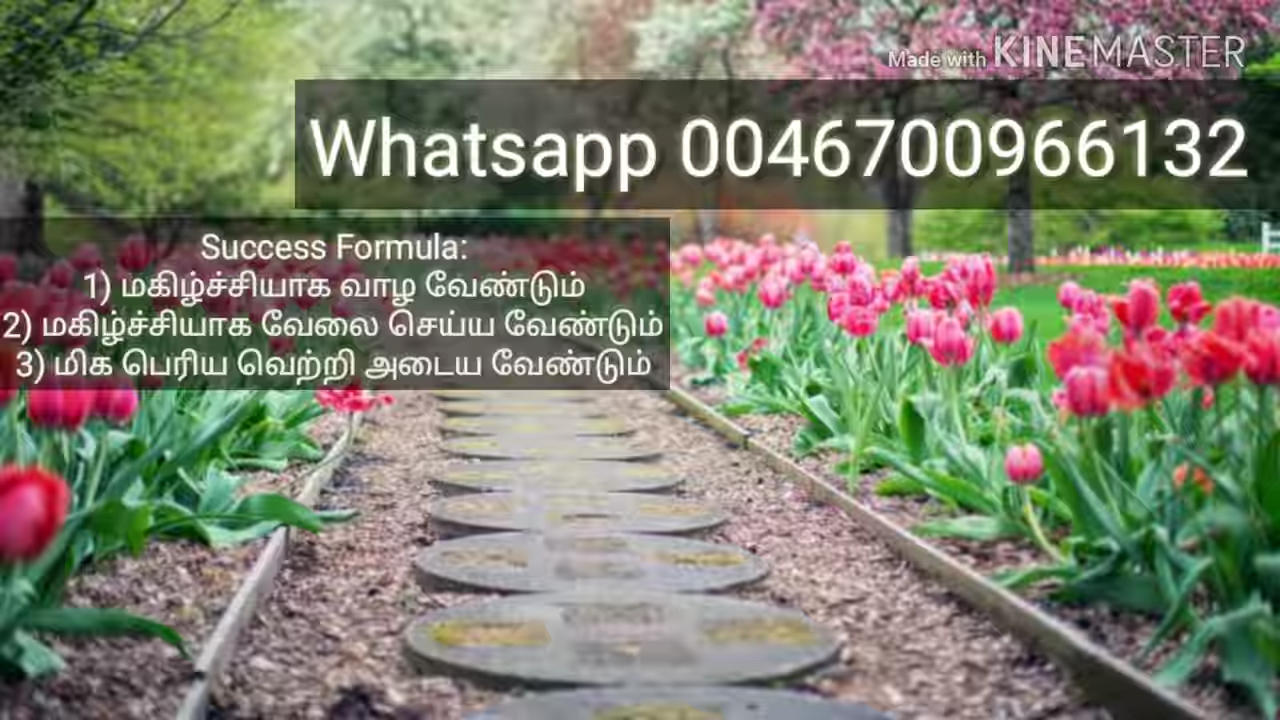 Made with KINEMASTER
Whatsapp 0046700966132
Success Formula:
1) மகிழ்ச்சியாக வாழ வேண்டும்
2) மகிழ்ச்சியாக வேலை செய்ய வேண்டும்
3) மிக பெரிய வெற்றி அடைய வேண்டும்